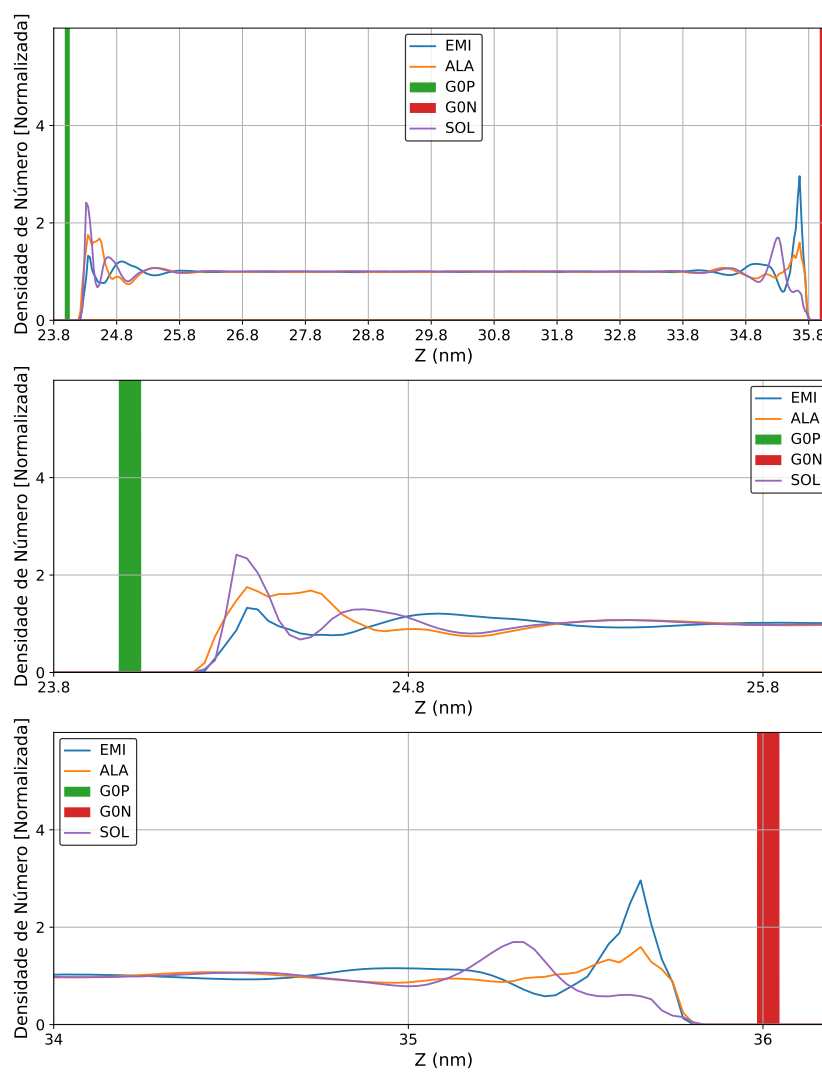 Densidade de Número [Normalizada]
4
2
0
EMI
ALA
G0P
G0N
SOL
23.8 24.8 25.8 26.8 27.8 28.8 29.8 30.8 31.8 32.8 33.8 34.8 35.8
Z (nm)
Densidade de Número [Normalizada]
4
2
0
EMI
ALA
G0P
G0N
SOL
23.8 24.8 25.8
Z (nm)
Densidade de Número [Normalizada]
4
2
0
EMI
ALA
G0P
G0N
SOL
34 35 36
Z (nm)